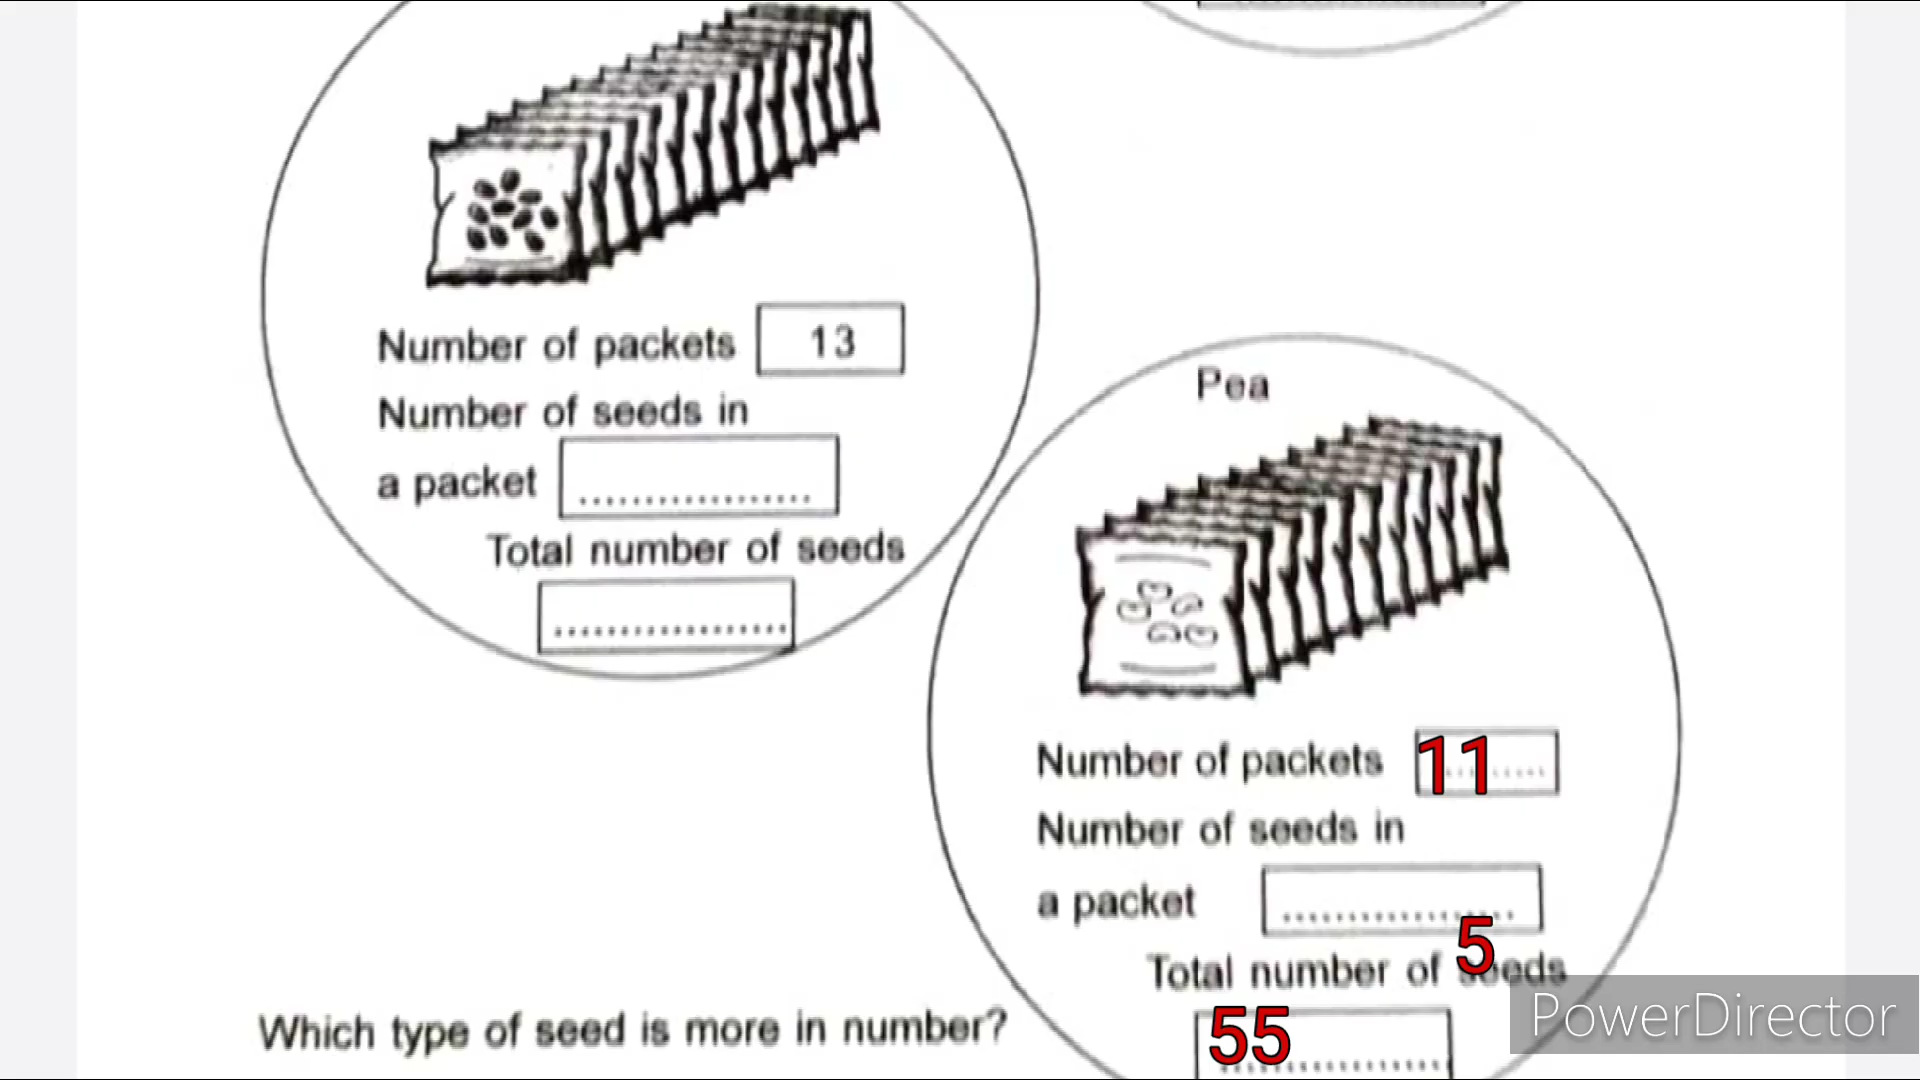 Number of packets 13
Number of seeds in
a packet ..................
Total number of seeds
..................
Pea
Number of packets 11
Number of seeds in
a packet ..................
5
Total number of seeds
55
Which type of seed is more in number?
PowerDirector